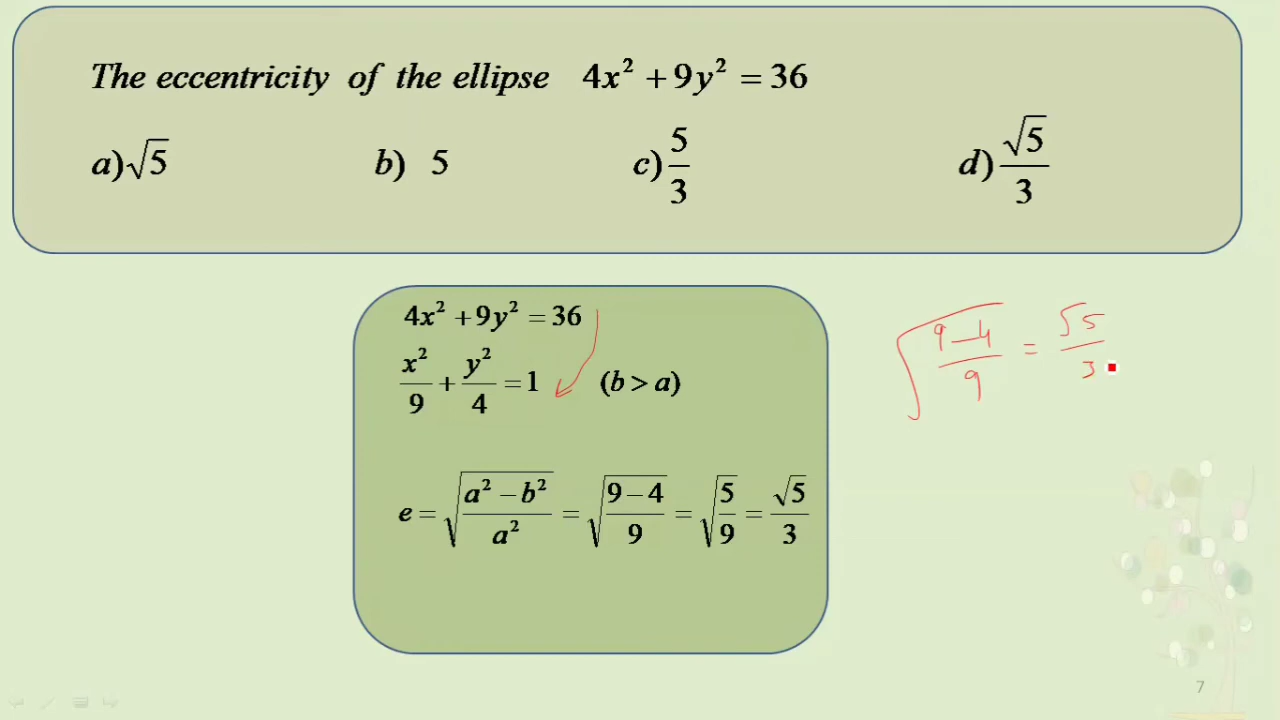 The eccentricity of the ellipse 4x² + 9y² = 36
a)√5 b) 5 c) 5/3 d) √5/3
4x² + 9y² = 36
x²/9 + y²/4 = 1 (b > a)
e = √((a² − b²)/a²) = √((9 − 4)/9) = √(5/9) = √5/3
√((9 − 4)/9) = √5/3
7